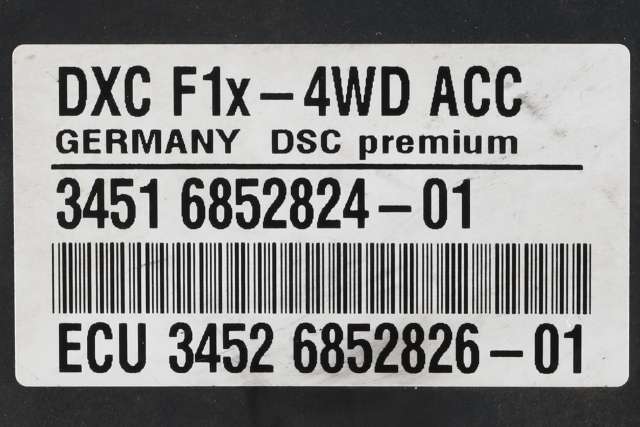 DXC F1x-4WD ACC
GERMANY DSC premium
3451 6852824-01
ECU 3452 6852826-01